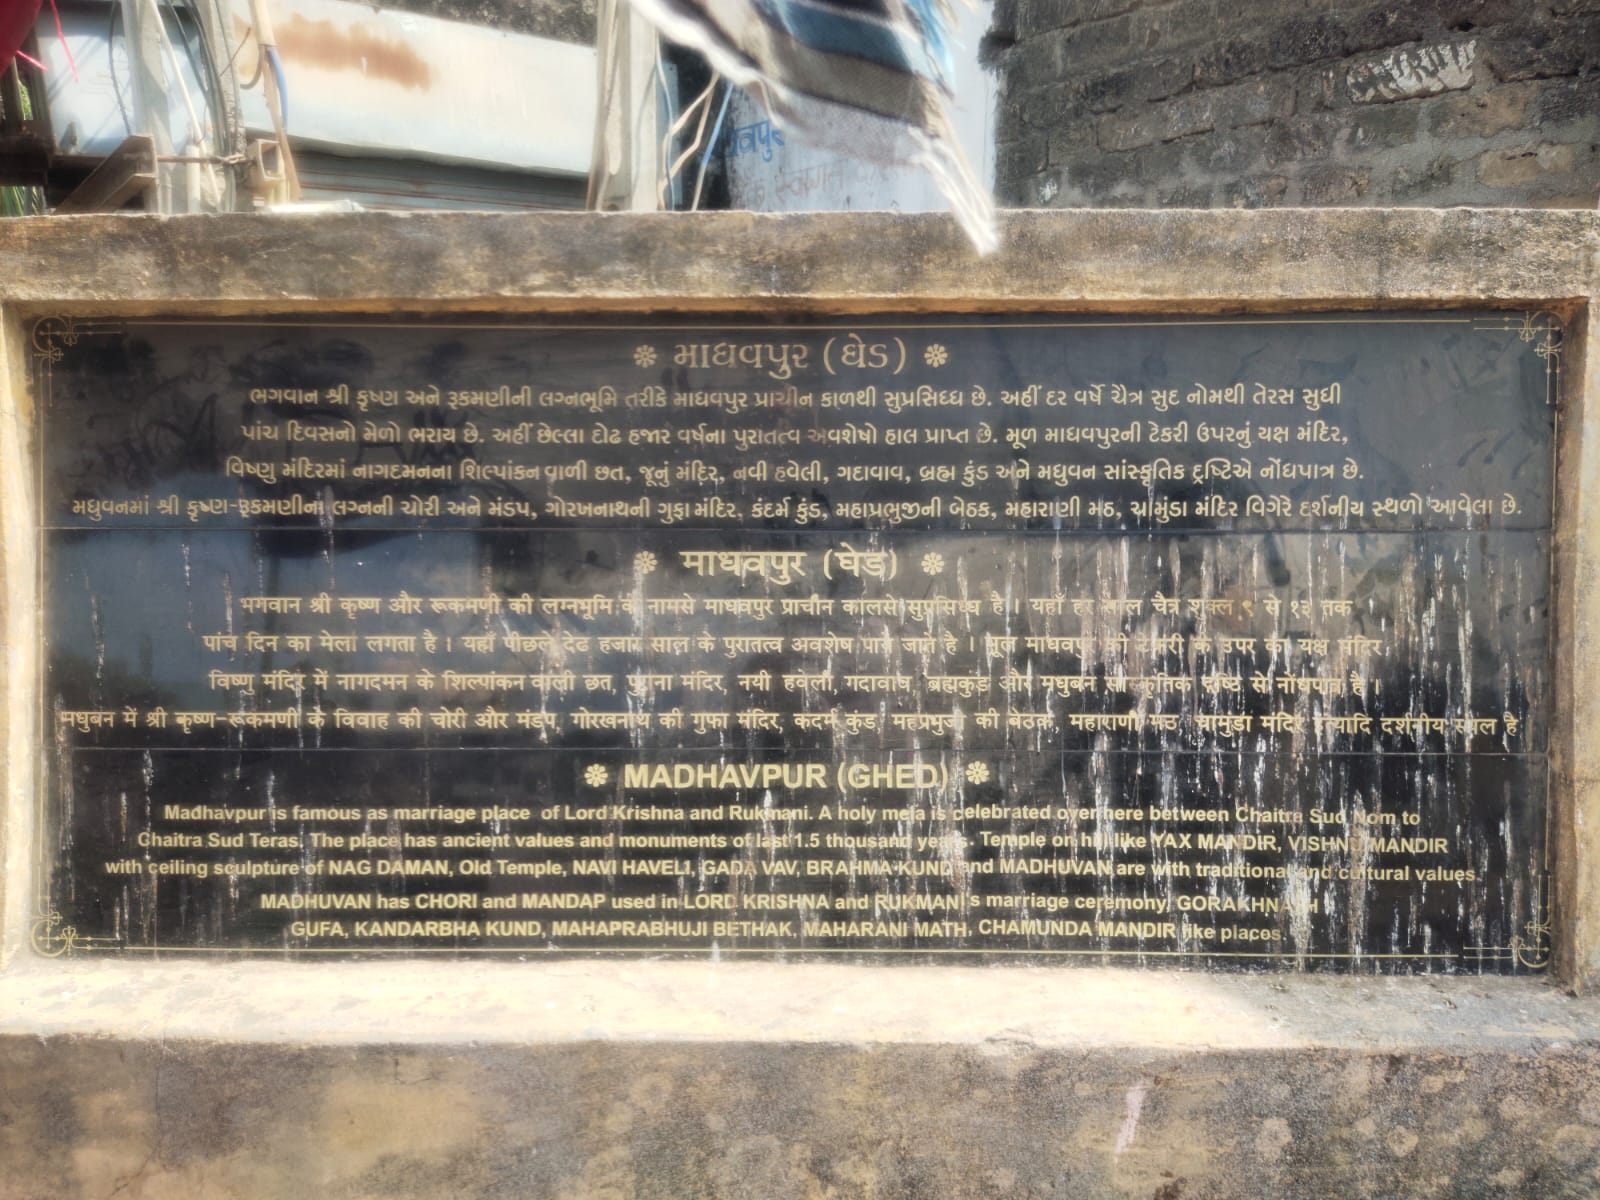 માધવપુર (ઘેડ)
ભગવાન શ્રી કૃષ્ણ અને રૂકમણીની લગ્નભૂમિ તરીકે માધવપુર પ્રાચીન કાળથી સુપ્રસિધ્ધ છે. અહીં દર વર્ષે ચૈત્ર સુદ નોમથી તેરસ સુધી
પાંચ દિવસનો મેળો ભરાય છે. અહીં છેલ્લા દોઢ હજાર વર્ષના પુરાતત્વ અવશેષો હાલ પ્રાપ્ત છે. મૂળ માધવપુરની ટેકરી ઉપરનું યક્ષ મંદિર,
વિષ્ણુ મંદિરમાં નાગદમનના શિલ્પાંકન વાળી છત, જૂનું મંદિર, નવી હવેલી, ગદાવાવ, બ્રહ્મ કુંડ અને મધુવન સાંસ્કૃતિક દ્રષ્ટિએ નોંધપાત્ર છે.
મધુવનમાં શ્રી કૃષ્ણ-રૂકમણીના લગ્નની ચોરી અને મંડપ, ગોરખનાથની ગુફા મંદિર, કંદર્મ કુંડ, મહાપ્રભુજીની બેઠક, મહારાણી મઠ, ચામુંડા મંદિર વિગેરે દર્શનીય સ્થળો આવેલા છે.
माधवपुर (घेड)
भगवान श्री कृष्ण और रूकमणी की लग्नभूमि के नामसे माधवपुर प्राचीन कालसे सुप्रसिध्ध है । यहाँ हर साल चैत्र शुक्ल ९ से १३ तक
पांच दिन का मेला लगता है । यहाँ पीछले देढ हजार साल के पुरातत्व अवशेष पाये जाते है । मूल माधवपुर की टेकरी के उपर का यक्ष मंदिर,
विष्णु मंदिर में नागदमन के शिल्पांकन वाली छत, पुराना मंदिर, नयी हवेली, गदावाव, ब्रह्मकुंड और मधुबन सांस्कृतिक दृष्टि से नोंधपात्र है ।
मधुबन में श्री कृष्ण-रूकमणी के विवाह की चोरी और मंडप, गोरखनाथ की गुफा मंदिर, कदर्म कुंड, महप्रभुजी की बेठक, महाराणी मठ, चामुंडा मंदिर इत्यादि दर्शनीय स्थल है
MADHAVPUR (GHED)
Madhavpur is famous as marriage place of Lord Krishna and Rukmani. A holy mela is celebrated over here between Chaitra Sud Nom to
Chaitra Sud Teras. The place has ancient values and monuments of last 1.5 thousand years. Temple on hill like YAX MANDIR, VISHNU MANDIR
with ceiling sculpture of NAG DAMAN, Old Temple, NAVI HAVELI, GADA VAV, BRAHMA KUND and MADHUVAN are with traditional and cultural values.
MADHUVAN has CHORI and MANDAP used in LORD KRISHNA and RUKMANI's marriage ceremony, GORAKHNATH
GUFA, KANDARBHA KUND, MAHAPRABHUJI BETHAK, MAHARANI MATH, CHAMUNDA MANDIR like places.